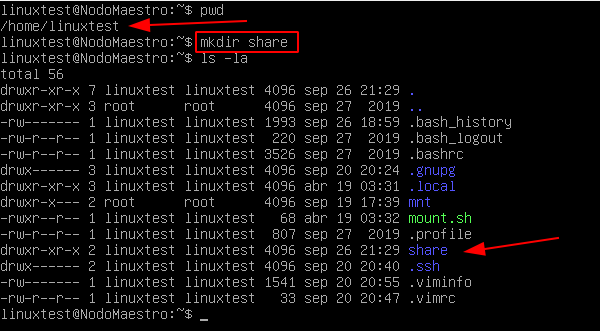 linuxtest@NodoMaestro:~$ pwd
/home/linuxtest
linuxtest@NodoMaestro:~$ mkdir share
linuxtest@NodoMaestro:~$ ls -la
total 56
drwxr-xr-x 7 linuxtest linuxtest 4096 sep 26 21:29 .
drwxr-xr-x 3 root      root      4096 sep 27  2019 ..
-rw------- 1 linuxtest linuxtest 1993 sep 26 18:59 .bash_history
-rw-r--r-- 1 linuxtest linuxtest  220 sep 27  2019 .bash_logout
-rw-r--r-- 1 linuxtest linuxtest 3526 sep 27  2019 .bashrc
drwx------ 3 linuxtest linuxtest 4096 sep 20 20:24 .gnupg
drwxr-xr-x 3 linuxtest linuxtest 4096 abr 19 03:31 .local
drwxr-x--- 2 root      root      4096 sep 19 17:39 mnt
-rwxr--r-- 1 linuxtest linuxtest   68 abr 19 03:32 mount.sh
-rw-r--r-- 1 linuxtest linuxtest  807 sep 27  2019 .profile
drwxr-xr-x 2 linuxtest linuxtest 4096 sep 26 21:29 share
drwx------ 2 linuxtest linuxtest 4096 sep 20 20:40 .ssh
-rw------- 1 linuxtest linuxtest 1541 sep 20 20:55 .viminfo
-rw-r--r-- 1 linuxtest linuxtest   33 sep 20 20:47 .vimrc
linuxtest@NodoMaestro:~$ _